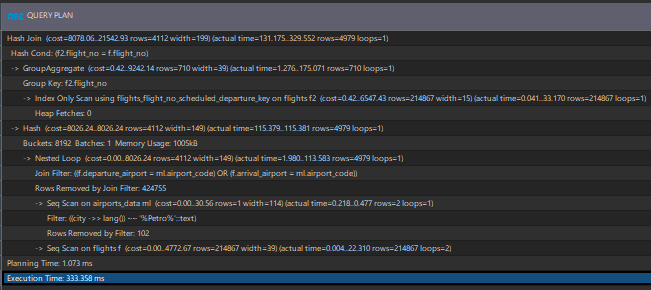 ABC QUERY PLAN
Hash Join (cost=8078.06..21542.93 rows=4112 width=199) (actual time=131.175..329.552 rows=4979 loops=1)
Hash Cond: (f2.flight_no = f.flight_no)
-> GroupAggregate (cost=0.42..9242.14 rows=710 width=39) (actual time=1.276..175.071 rows=710 loops=1)
Group Key: f2.flight_no
-> Index Only Scan using flights_flight_no_scheduled_departure_key on flights f2 (cost=0.42..6547.43 rows=214867 width=15) (actual time=0.041..33.170 rows=214867 loops=1)
Heap Fetches: 0
-> Hash (cost=8026.24..8026.24 rows=4112 width=149) (actual time=115.379..115.381 rows=4979 loops=1)
Buckets: 8192 Batches: 1 Memory Usage: 1005kB
-> Nested Loop (cost=0.00..8026.24 rows=4112 width=149) (actual time=1.980..113.583 rows=4979 loops=1)
Join Filter: ((f.departure_airport = ml.airport_code) OR (f.arrival_airport = ml.airport_code))
Rows Removed by Join Filter: 424755
-> Seq Scan on airports_data ml (cost=0.00..30.56 rows=1 width=114) (actual time=0.218..0.477 rows=2 loops=1)
Filter: ((city ->> lang()) ~~ '%Petro%'::text)
Rows Removed by Filter: 102
-> Seq Scan on flights f (cost=0.00..4772.67 rows=214867 width=39) (actual time=0.004..22.310 rows=214867 loops=2)
Planning Time: 1.073 ms
Execution Time: 333.358 ms